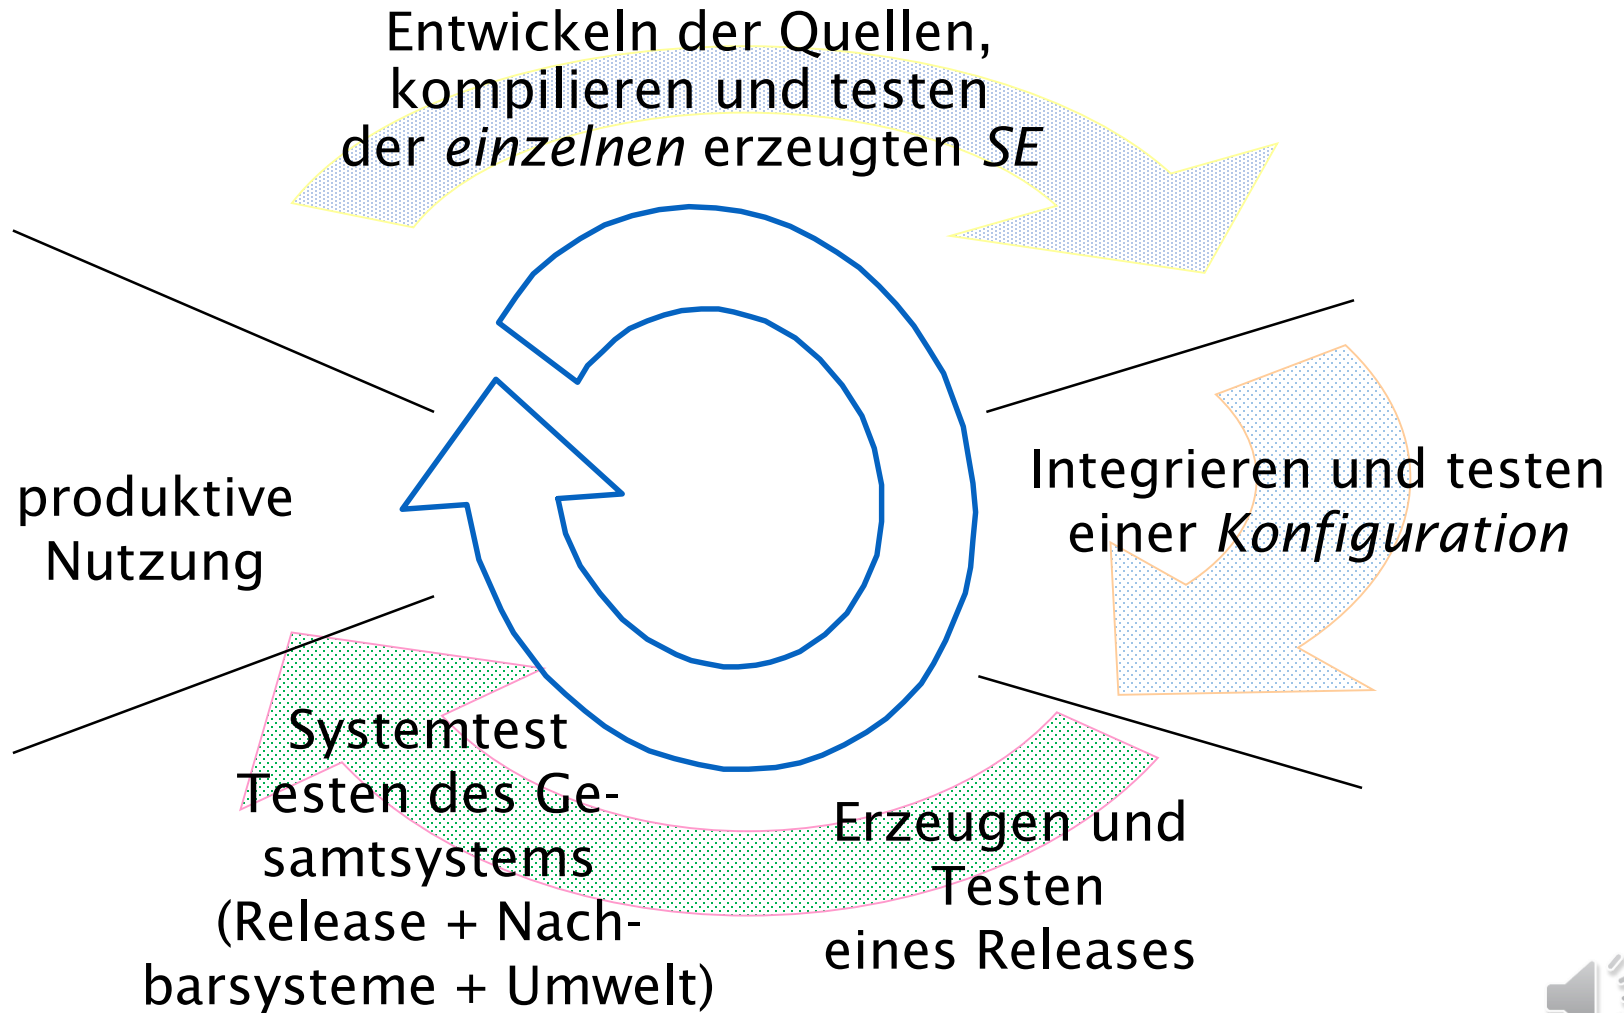 Entwickeln der Quellen,
kompilieren und testen
der einzelnen erzeugten SE
Integrieren und testen
einer Konfiguration
produktive
Nutzung
Systemtest
Testen des Ge-
samtsystems
(Release + Nach-
barsysteme + Umwelt)
Erzeugen und
Testen
eines Releases